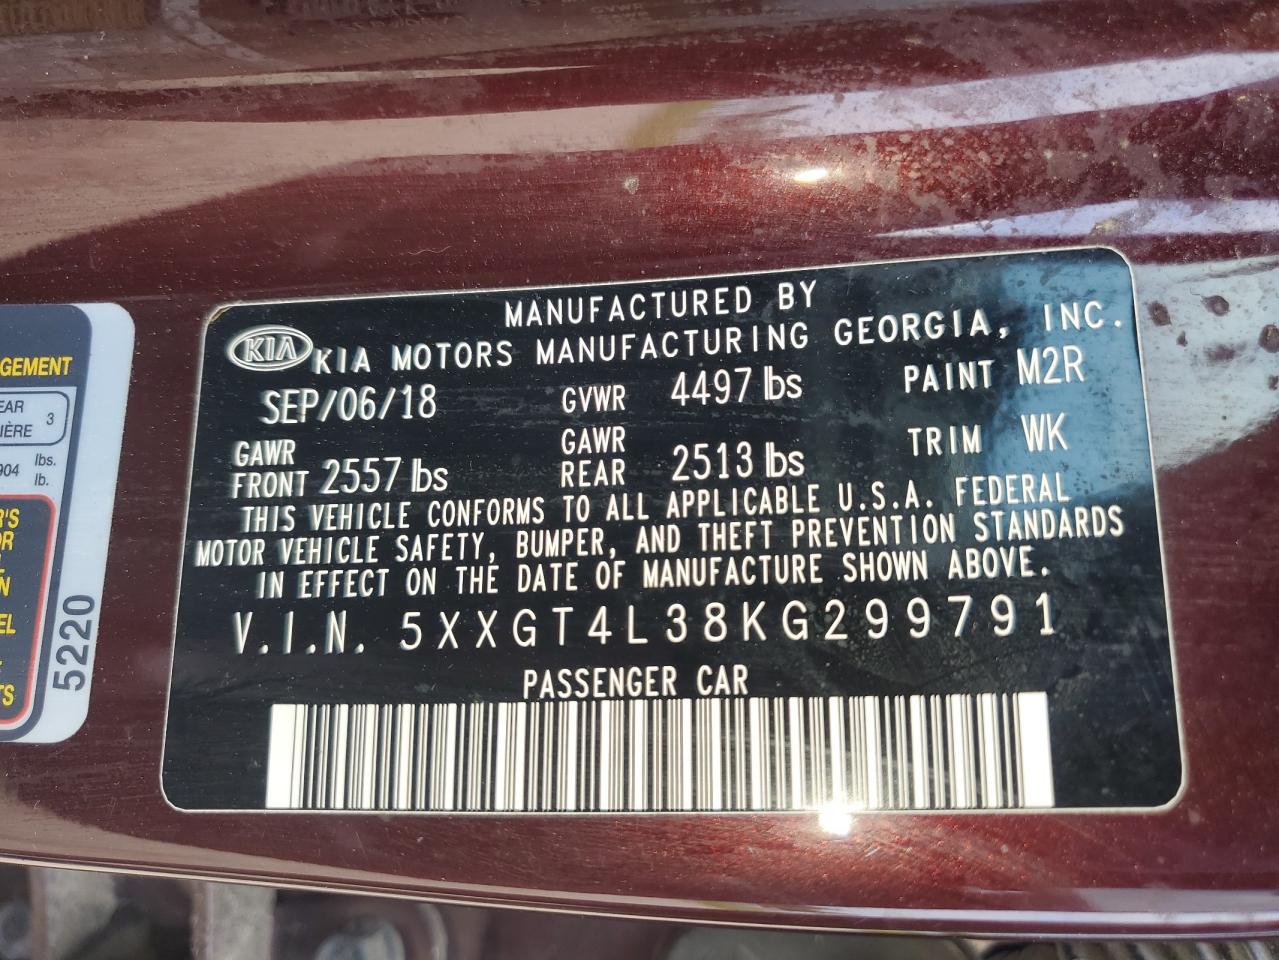 GEMENT
EAR
IÈRE 3
904 lbs.
lb.
R'S
OR
N
EL
TS
5220
MANUFACTURED BY
KIA KIA MOTORS MANUFACTURING GEORGIA, INC.
SEP/06/18 GVWR 4497 lbs PAINT M2R
GAWR FRONT 2557 lbs GAWR REAR 2513 lbs TRIM WK
THIS VEHICLE CONFORMS TO ALL APPLICABLE U.S.A. FEDERAL
MOTOR VEHICLE SAFETY, BUMPER, AND THEFT PREVENTION STANDARDS
IN EFFECT ON THE DATE OF MANUFACTURE SHOWN ABOVE.
V.I.N. 5XXGT4L38KG299791
PASSENGER CAR